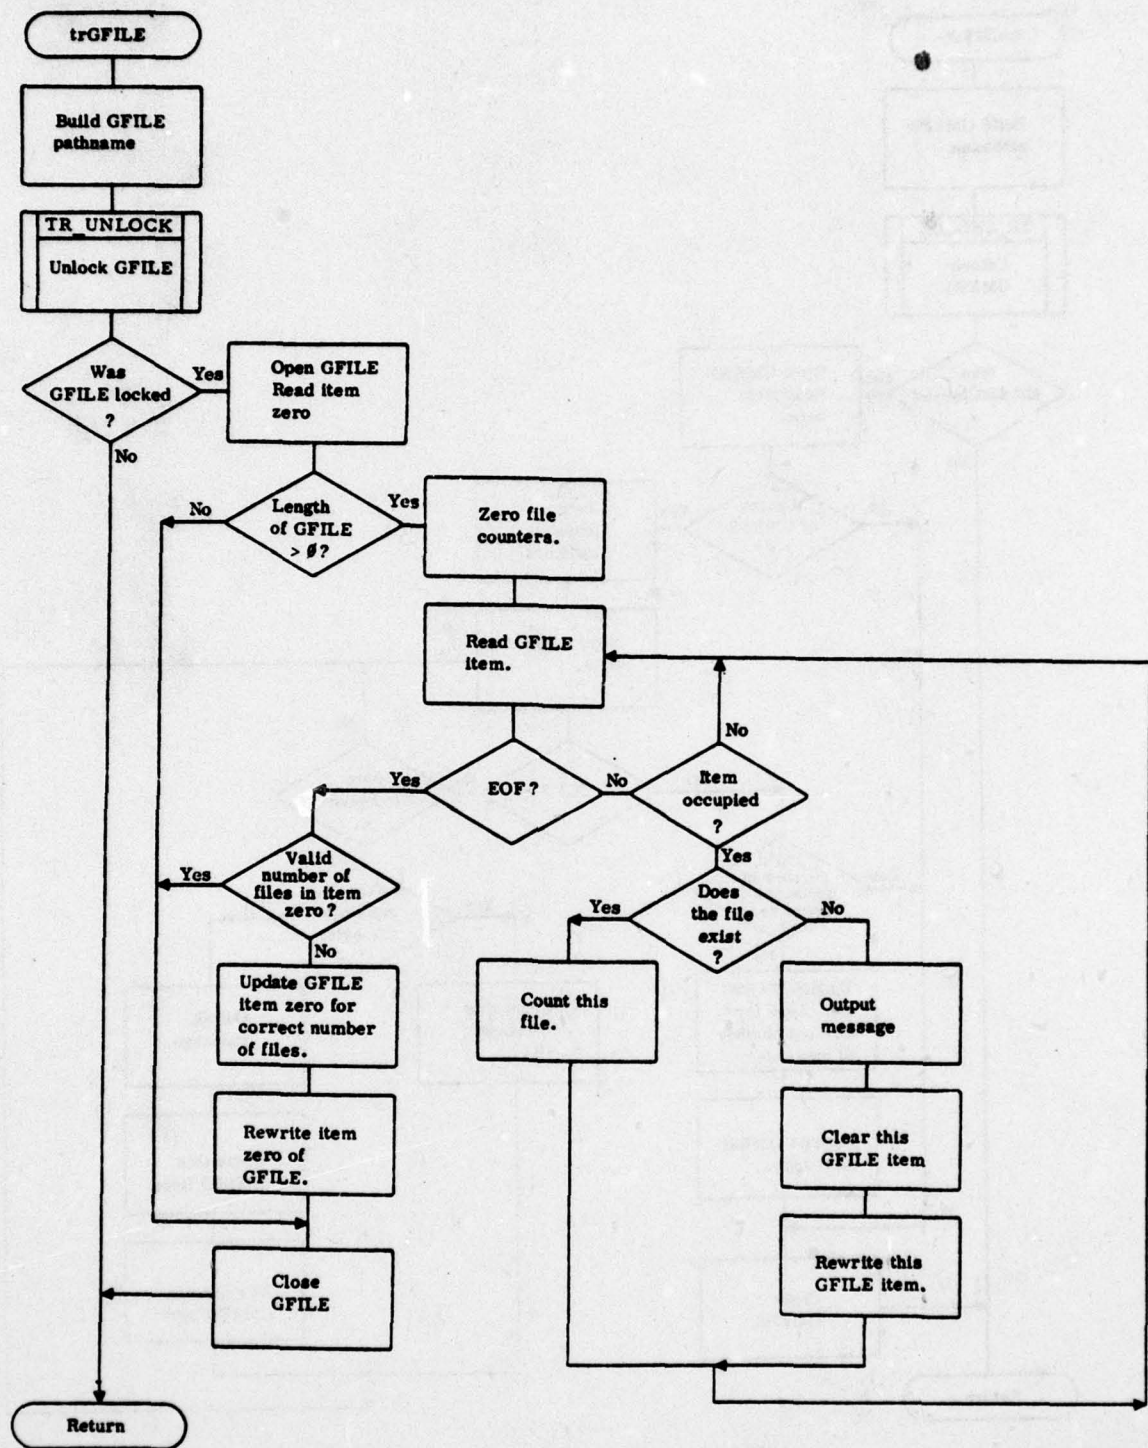 trGFILE
Build GFILE
pathname
TR_UNLOCK
Unlock GFILE
Was
GFILE locked
?
Yes
No
Open GFILE
Read item
zero
Length
of GFILE
> Ø?
No
Yes
Zero file
counters.
Read GFILE
item.
EOF?
Yes
No
Item
occupied
?
No
Yes
Valid
number of
files in item
zero?
Yes
No
Does
the file
exist
?
Yes
No
Update GFILE
item zero for
correct number
of files.
Count this
file.
Output
message
Rewrite item
zero of
GFILE.
Clear this
GFILE item
Close
GFILE
Rewrite this
GFILE item.
Return